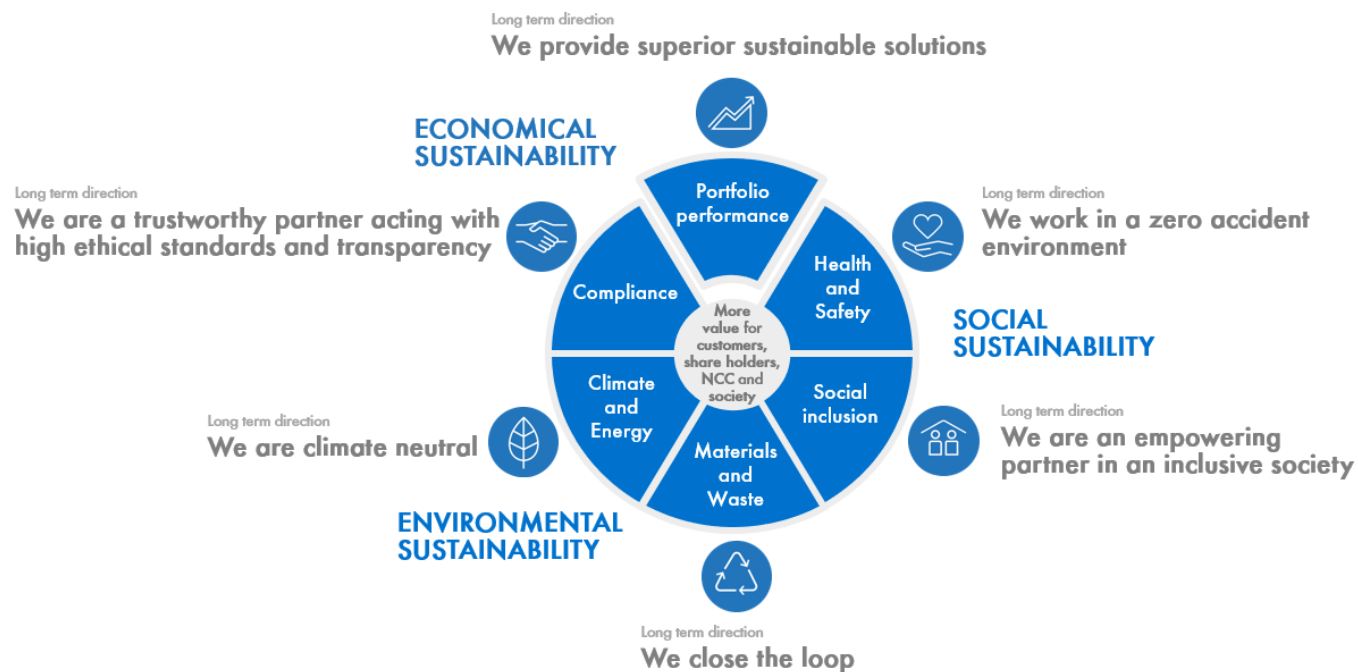 Long term direction
We provide superior sustainable solutions
ECONOMICAL
SUSTAINABILITY
Portfolio
performance
Long term direction
We are a trustworthy partner acting with
high ethical standards and transparency
Long term direction
We work in a zero accident
environment
Compliance
Health
and
Safety
More
value for
customers,
share holders,
NCC and
society
SOCIAL
SUSTAINABILITY
Climate
and
Energy
Social
inclusion
Long term direction
We are climate neutral
Long term direction
We are an empowering
partner in an inclusive society
Materials
and
Waste
ENVIRONMENTAL
SUSTAINABILITY
Long term direction
We close the loop